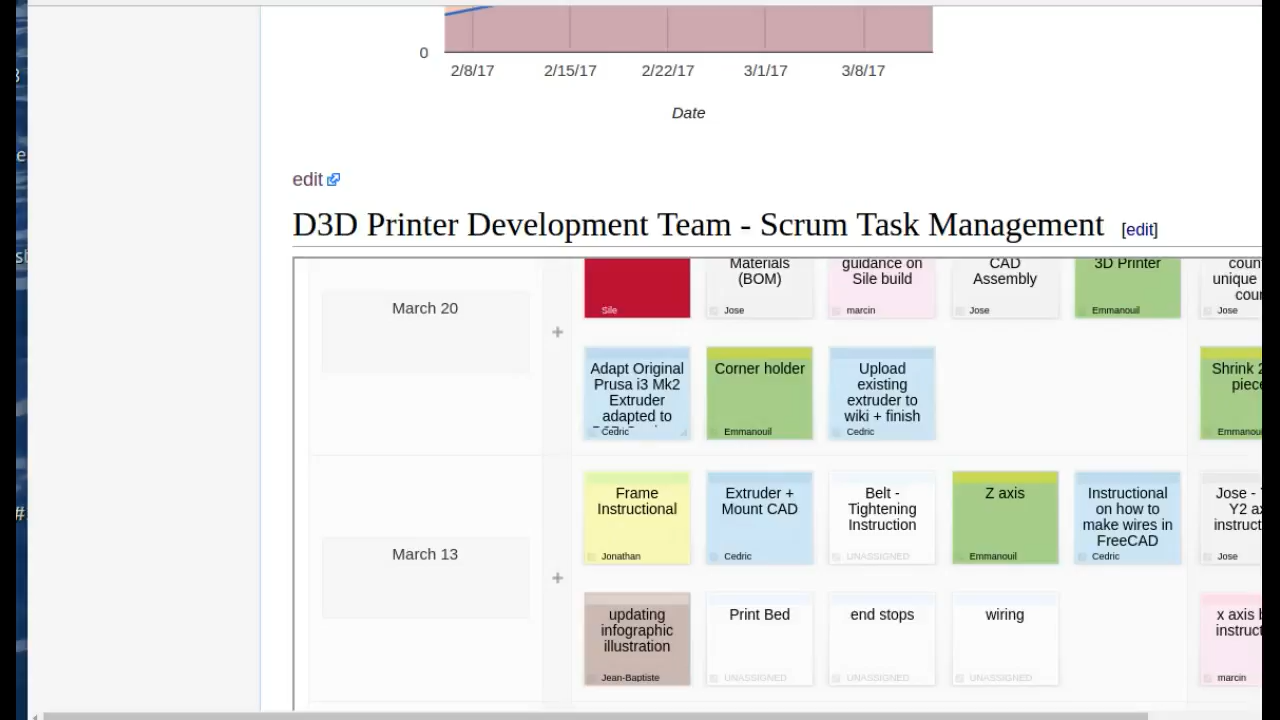 0
2/8/17 2/15/17 2/22/17 3/1/17 3/8/17
Date
edit
D3D Printer Development Team - Scrum Task Management [edit]
March 20
+
Sile
Materials
(BOM)
Jose
guidance on
Sile build
marcin
CAD
Assembly
Jose
3D Printer
Emmanouil
unique
Jose
Adapt Original
Prusa i3 Mk2
Extruder
adapted to
Cedric
Corner holder
Emmanouil
Upload
existing
extruder to
wiki + finish
Cedric
Shrink
March 13
+
Frame
Instructional
Jonathan
Extruder +
Mount CAD
Cedric
Belt -
Tightening
Instruction
UNASSIGNED
Z axis
Emmanouil
Instructional
on how to
make wires in
FreeCAD
Cedric
Jose -
Y2
Jose
updating
infographic
illustration
Jean-Baptiste
Print Bed
UNASSIGNED
end stops
UNASSIGNED
wiring
UNASSIGNED
x axis
marcin